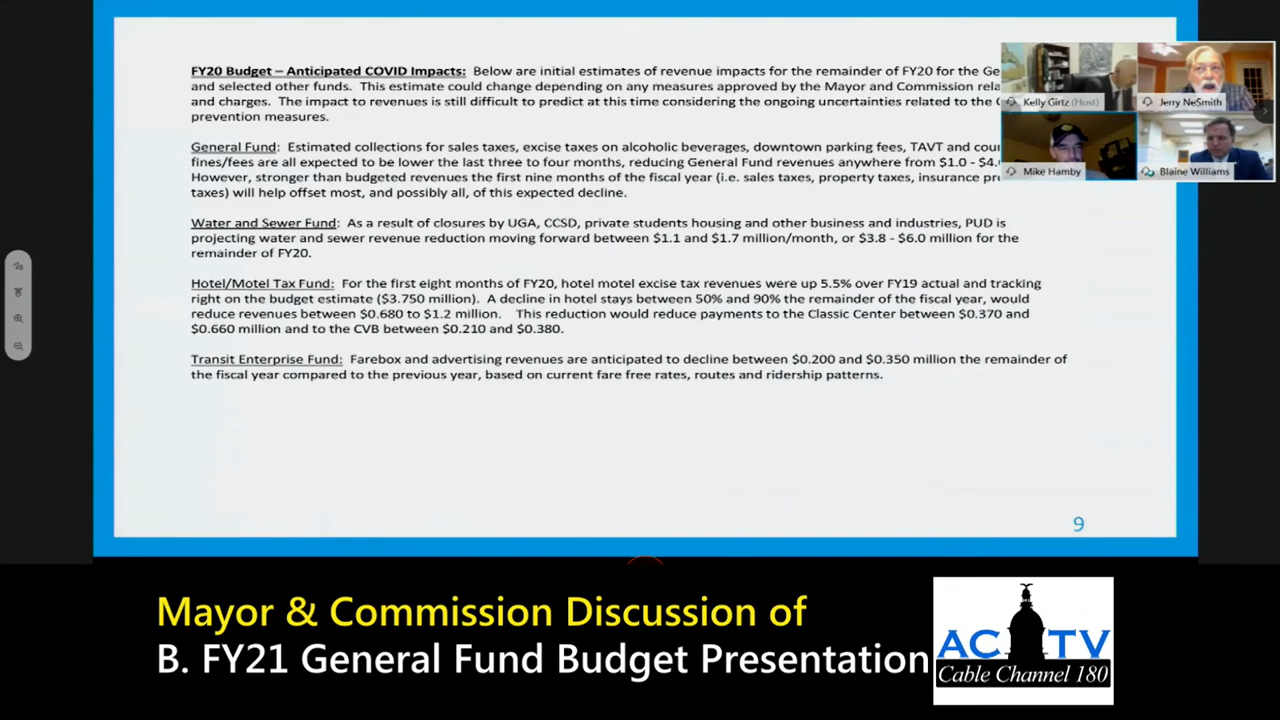 FY20 Budget – Anticipated COVID Impacts: Below are initial estimates of revenue impacts for the remainder of FY20 for the Ge
and selected other funds. This estimate could change depending on any measures approved by the Mayor and Commission rela
and charges. The impact to revenues is still difficult to predict at this time considering the ongoing uncertainties related to the
prevention measures.
General Fund: Estimated collections for sales taxes, excise taxes on alcoholic beverages, downtown parking fees, TAVT and cou
fines/fees are all expected to be lower the last three to four months, reducing General Fund revenues anywhere from $1.0 - $4.
However, stronger than budgeted revenues the first nine months of the fiscal year (i.e. sales taxes, property taxes, insurance pre
taxes) will help offset most, and possibly all, of this expected decline.
Water and Sewer Fund: As a result of closures by UGA, CCSD, private students housing and other business and industries, PUD is
projecting water and sewer revenue reduction moving forward between $1.1 and $1.7 million/month, or $3.8 - $6.0 million for the
remainder of FY20.
Hotel/Motel Tax Fund: For the first eight months of FY20, hotel motel excise tax revenues were up 5.5% over FY19 actual and tracking
right on the budget estimate ($3.750 million). A decline in hotel stays between 50% and 90% the remainder of the fiscal year, would
reduce revenues between $0.680 to $1.2 million. This reduction would reduce payments to the Classic Center between $0.370 and
$0.660 million and to the CVB between $0.210 and $0.380.
Transit Enterprise Fund: Farebox and advertising revenues are anticipated to decline between $0.200 and $0.350 million the remainder of
the fiscal year compared to the previous year, based on current fare free rates, routes and ridership patterns.
9
Kelly Girtz (Host)
Jerry NeSmith
Mike Hamby
Blaine Williams
Mayor & Commission Discussion of
B. FY21 General Fund Budget Presentation
ACTV
Cable Channel 180